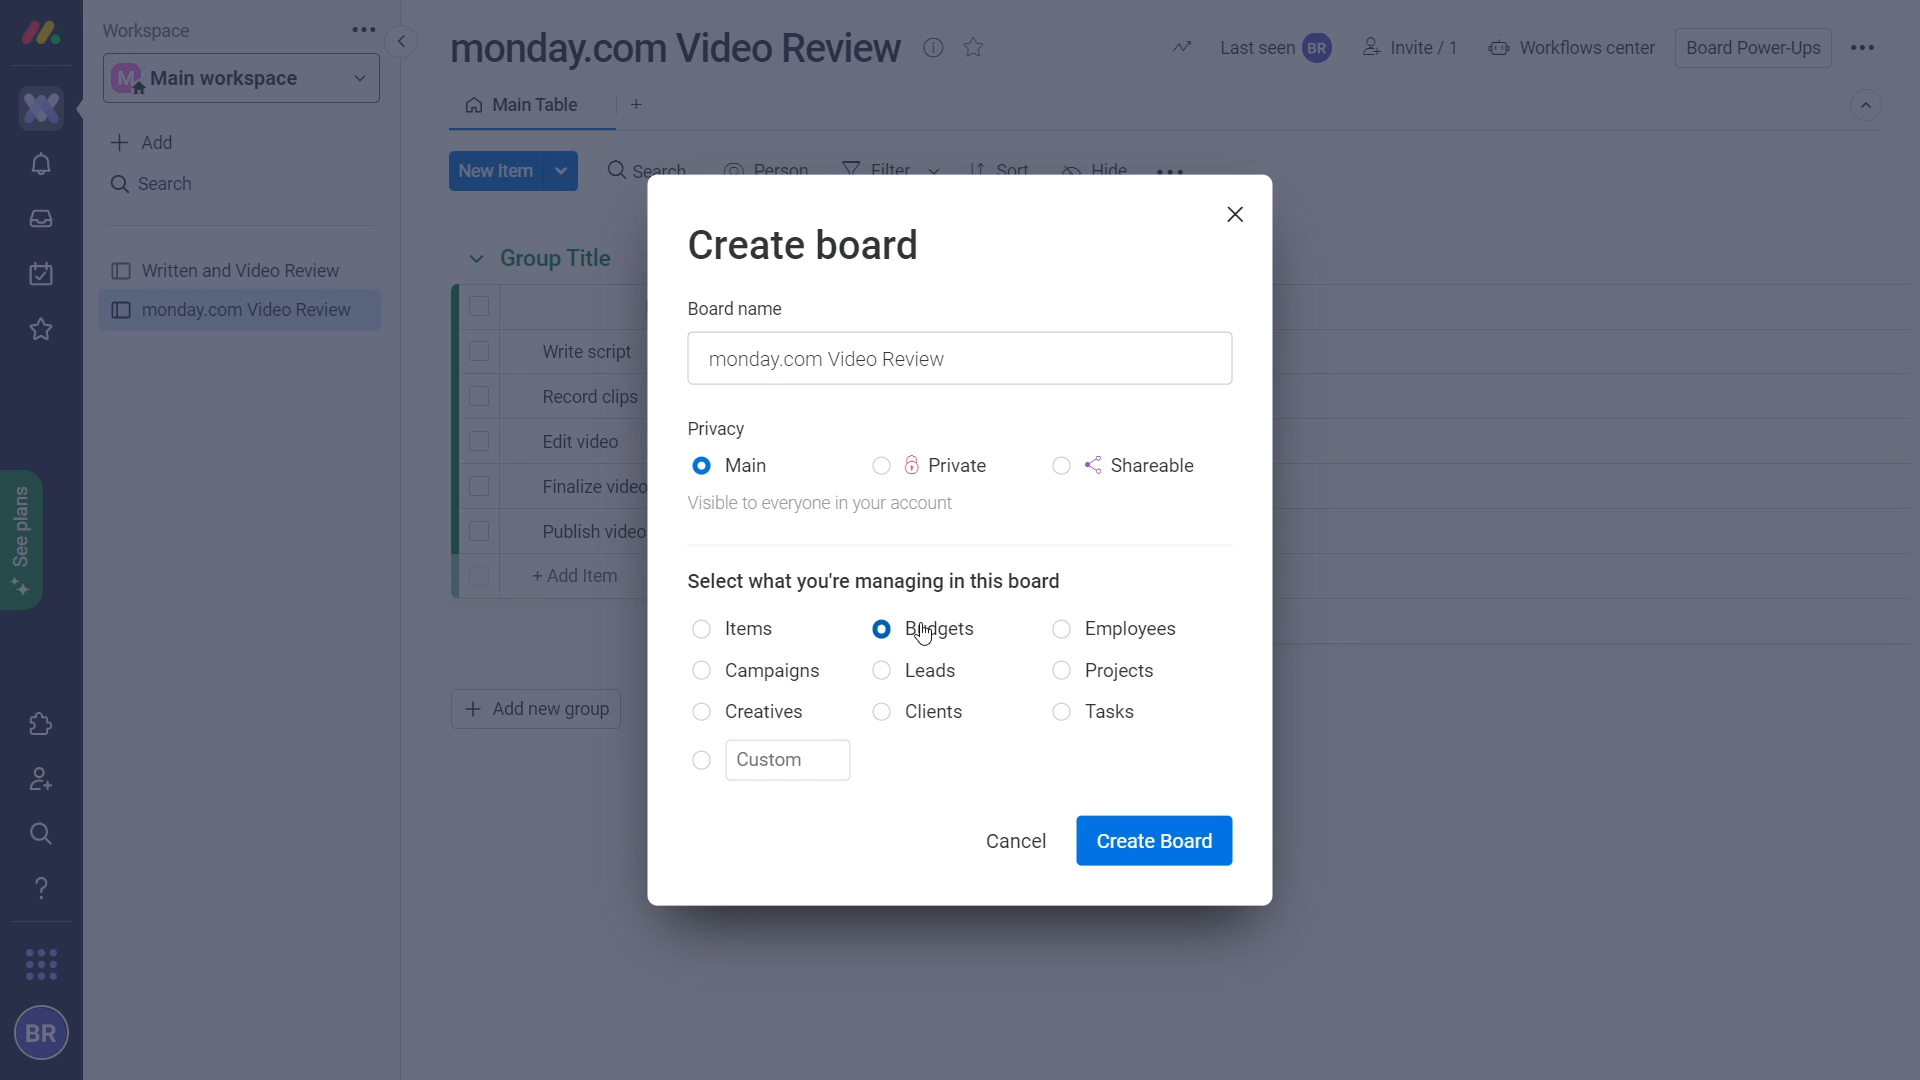 Workspace
M Main workspace
Add
Search
Written and Video Review
monday.com Video Review
See plans
BR
monday.com Video Review
Last seen BR
Invite / 1
Workflows center
Board Power-Ups
Main Table
New Item
Search
Person
Filter
Sort
Hide
Group Title
Write script
Record clips
Edit video
Finalize video
Publish video
+ Add Item
Add new group
Create board
Board name
monday.com Video Review
Privacy
Main
Private
Shareable
Visible to everyone in your account
Select what you're managing in this board
Items
Budgets
Employees
Campaigns
Leads
Projects
Creatives
Clients
Tasks
Custom
Cancel
Create Board